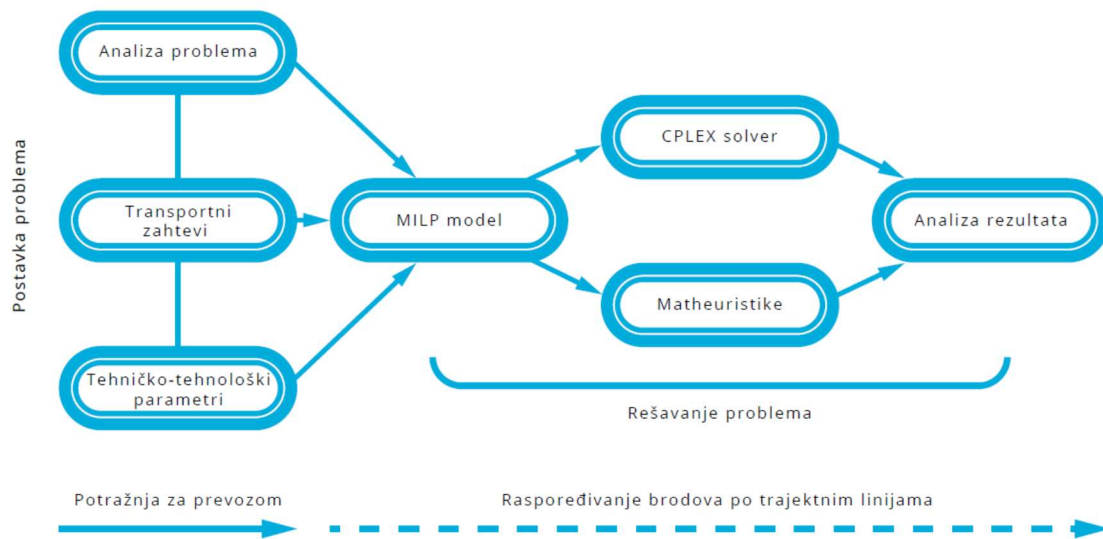 Postavka problema
Analiza problema
Transportni
zahtevi
Tehničko-tehnološki
parametri
MILP model
CPLEX solver
Matheuristike
Analiza rezultata
Rešavanje problema
Potražnja za prevozom
Raspoređivanje brodova po trajektnim linijama